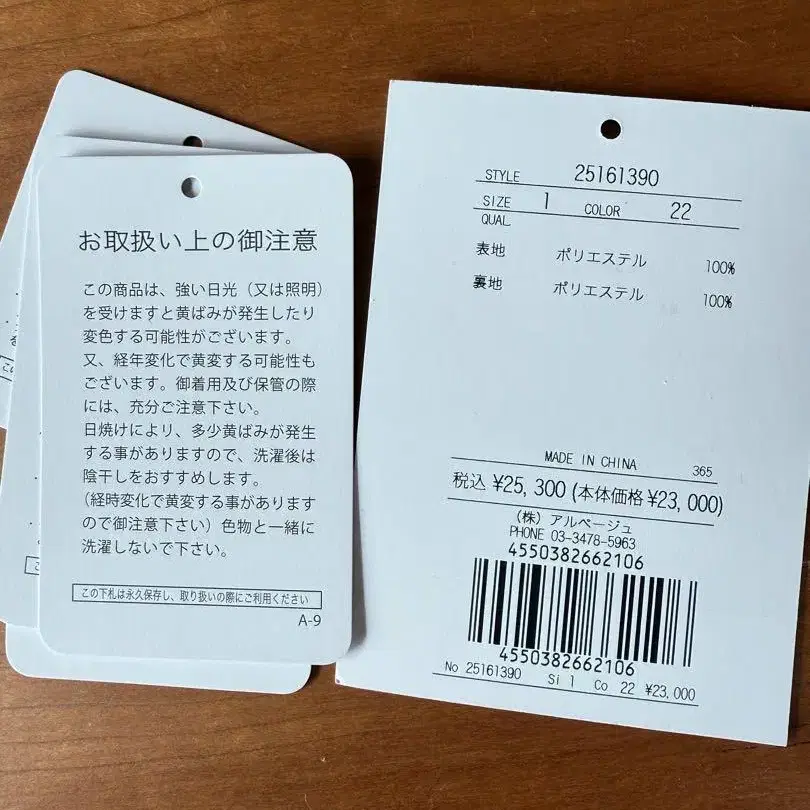 お取扱い上の御注意
この商品は、強い日光（又は照明）
を受けますと黄ばみが発生したり
変色する可能性がございます。
又、経年変化で黄変する可能性も
ございます。御着用及び保管の際
には、充分ご注意下さい。
日焼けにより、多少黄ばみが発生
する事がありますので、洗濯後は
陰干しをおすすめします。
（経時変化で黄変する事があります
ので御注意下さい）色物と一緒に
洗濯しないで下さい。
この下札は永久保存し、取り扱いの際にご利用ください
A-9
STYLE 25161390
SIZE 1 COLOR 22
QUAL
表地 ポリエステル 100%
裏地 ポリエステル 100%
MADE IN CHINA 365
税込 ¥25,300 (本体価格 ¥23,000)
(株) アルページュ
PHONE 03-3478-5963
4550382662106
4550382662106
No 25161390 Si 1 Co 22 ¥23,000